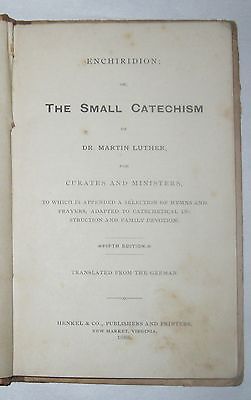 ENCHIRIDION;
OR,
THE SMALL CATECHISM
OF
DR. MARTIN LUTHER,
FOR
CURATES AND MINISTERS,
TO WHICH IS APPENDED A SELECTION OF HYMNS AND
PRAYERS, ADAPTED TO CATECHETICAL IN-
STRUCTION AND FAMILY DEVOTION.
FIFTH EDITION.
TRANSLATED FROM THE GERMAN.
HENKEL & CO., PUBLISHERS AND PRINTERS,
NEW MARKET, VIRGINIA.